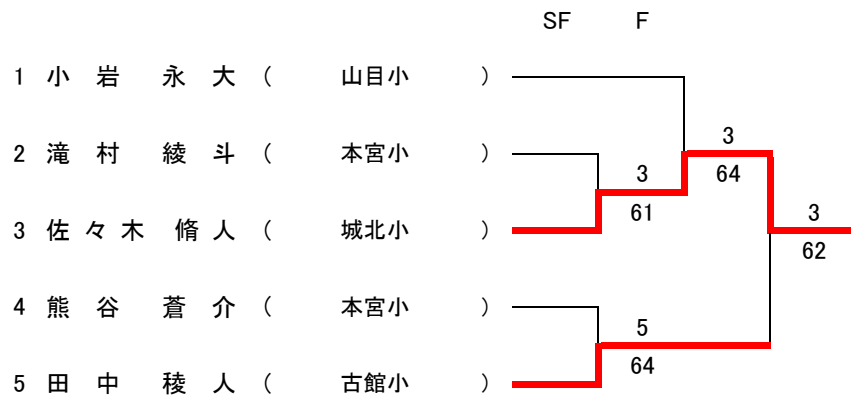 SF F
1 小 岩 永 大 ( 山目小 )
2 滝 村 綾 斗 ( 本宮小 )
3 佐 々 木 脩 人 ( 城北小 )
4 熊 谷 蒼 介 ( 本宮小 )
5 田 中 稜 人 ( 古館小 )
3
61
3
64
3
62
5
64